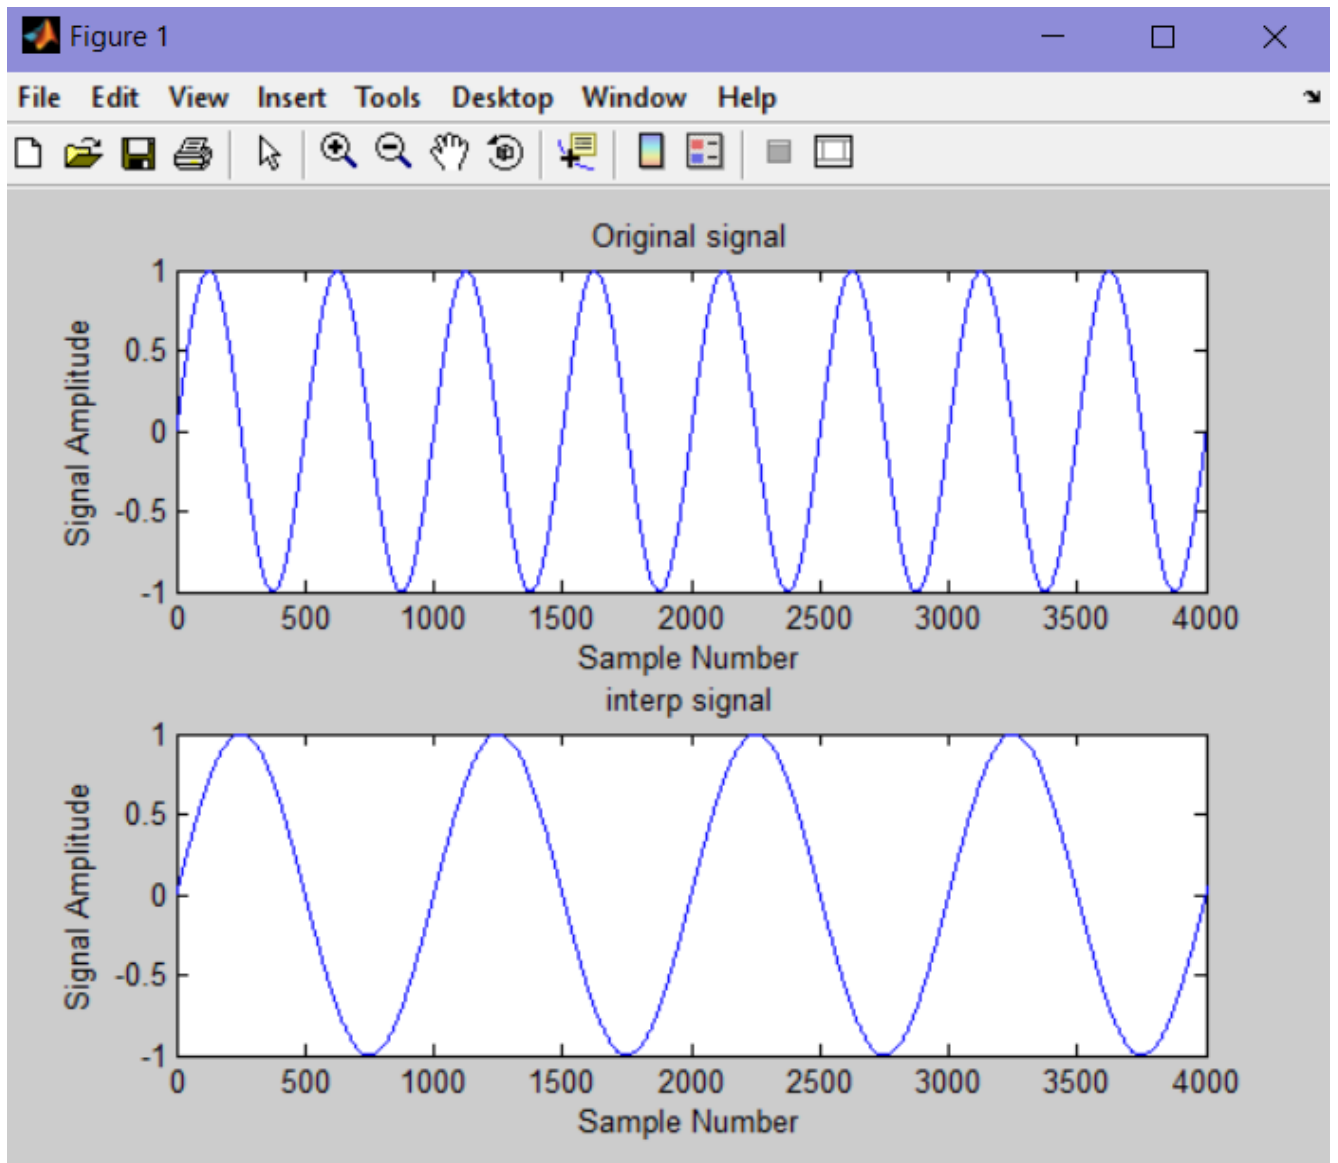 Figure 1
File Edit View Insert Tools Desktop Window Help
Original signal
Signal Amplitude
1
0.5
0
-0.5
-1
0 500 1000 1500 2000 2500 3000 3500 4000
Sample Number
interp signal
Signal Amplitude
1
0.5
0
-0.5
-1
0 500 1000 1500 2000 2500 3000 3500 4000
Sample Number